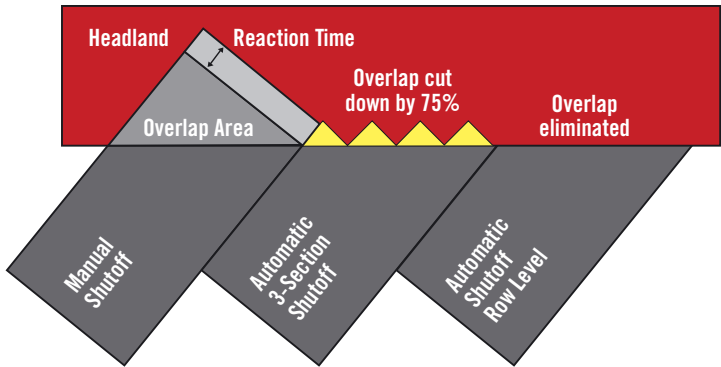 Headland
Reaction Time
Overlap cut
down by 75%
Overlap
eliminated
Overlap Area
Manual
Shutoff
Automatic
3-Section
Shutoff
Automatic
Shutoff
Row Level